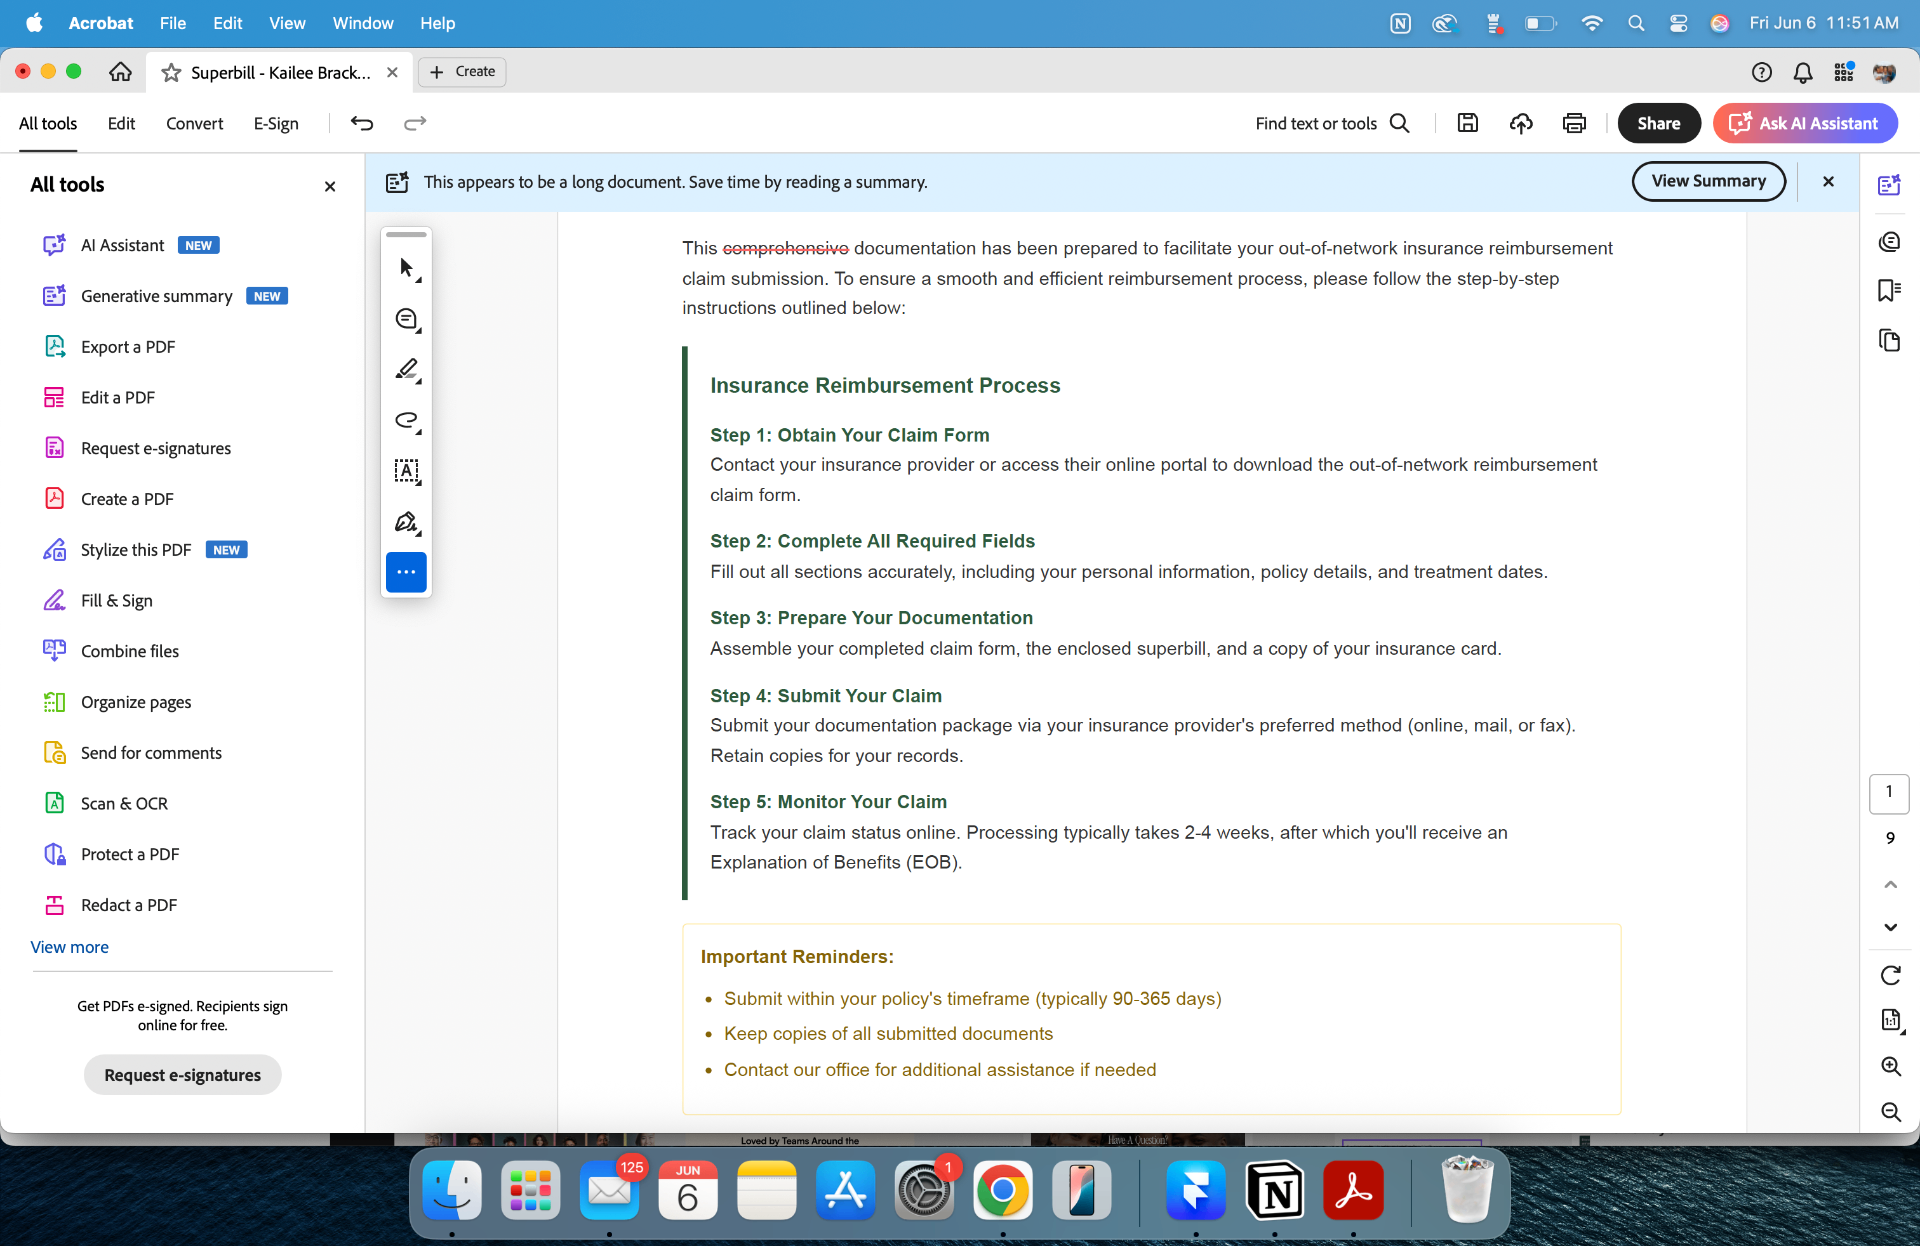 Acrobat File Edit View Window Help Fri Jun 6 11:51 AM
Superbill - Kailee Brack... Create
All tools Edit Convert E-Sign Find text or tools Share Ask AI Assistant
All tools
This appears to be a long document. Save time by reading a summary. View Summary
AI Assistant NEW
Generative summary NEW
Export a PDF
Edit a PDF
Request e-signatures
Create a PDF
Stylize this PDF NEW
Fill & Sign
Combine files
Organize pages
Send for comments
Scan & OCR
Protect a PDF
Redact a PDF
View more
Get PDFs e-signed. Recipients sign
online for free.
Request e-signatures
This comprehensive documentation has been prepared to facilitate your out-of-network insurance reimbursement
claim submission. To ensure a smooth and efficient reimbursement process, please follow the step-by-step
instructions outlined below:
Insurance Reimbursement Process
Step 1: Obtain Your Claim Form
Contact your insurance provider or access their online portal to download the out-of-network reimbursement
claim form.
Step 2: Complete All Required Fields
Fill out all sections accurately, including your personal information, policy details, and treatment dates.
Step 3: Prepare Your Documentation
Assemble your completed claim form, the enclosed superbill, and a copy of your insurance card.
Step 4: Submit Your Claim
Submit your documentation package via your insurance provider's preferred method (online, mail, or fax).
Retain copies for your records.
Step 5: Monitor Your Claim
Track your claim status online. Processing typically takes 2-4 weeks, after which you'll receive an
Explanation of Benefits (EOB).
Important Reminders:
• Submit within your policy's timeframe (typically 90-365 days)
• Keep copies of all submitted documents
• Contact our office for additional assistance if needed
1
9
1:1
Loved by Teams Around the
Have A Question?
125
JUN
6
1